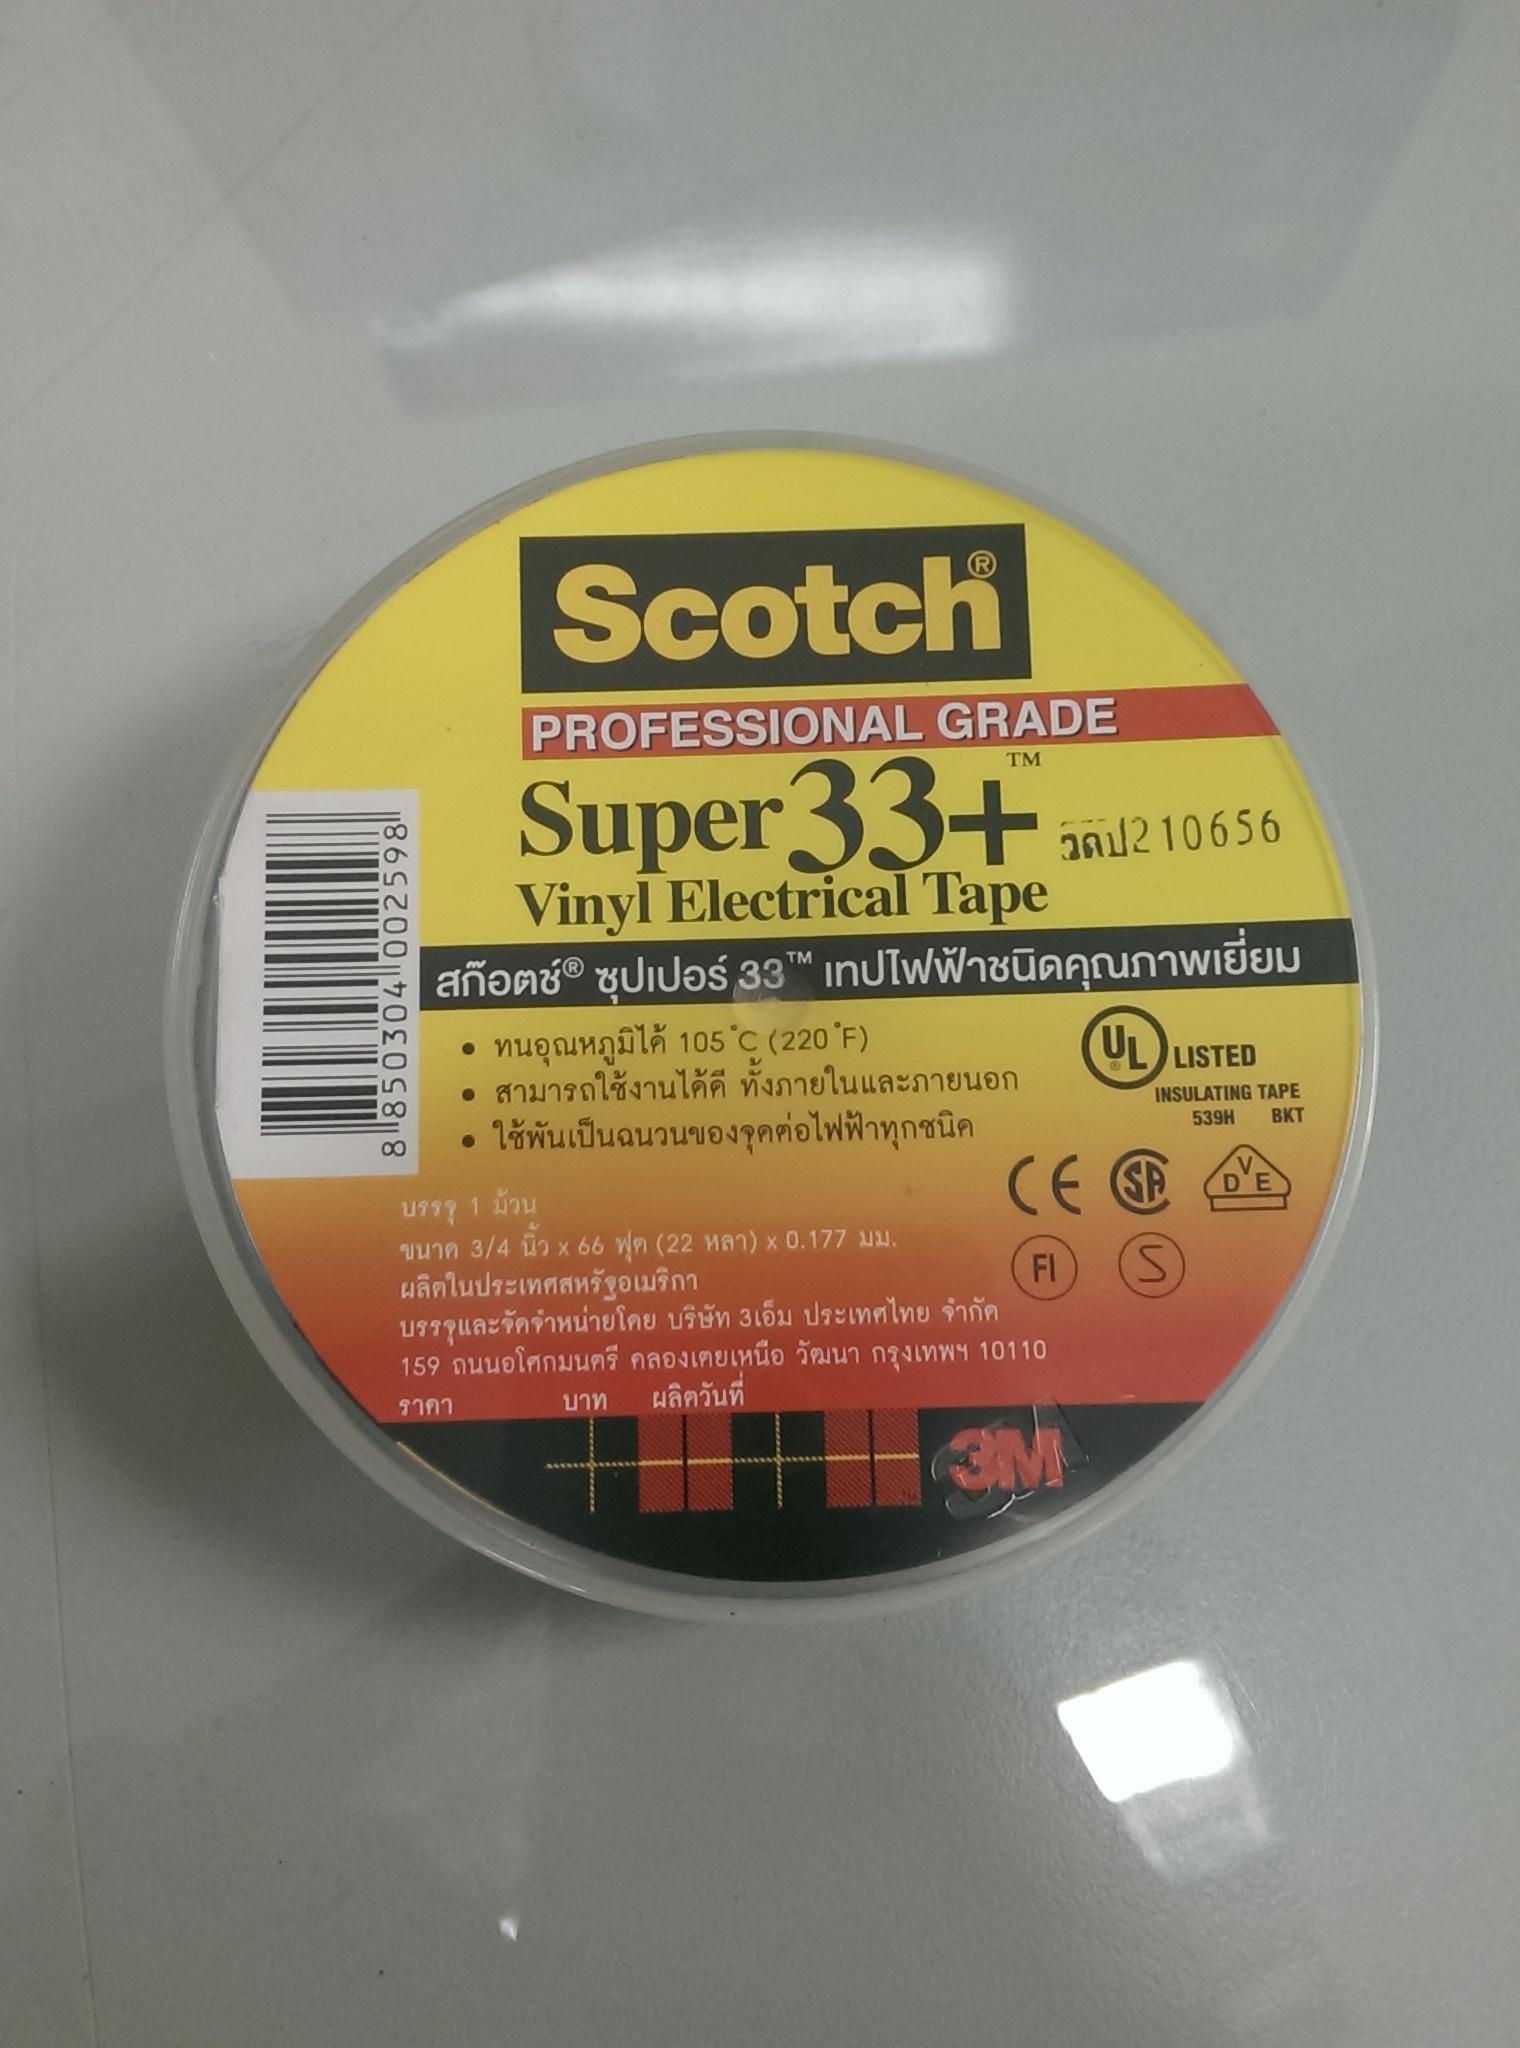 Scotch®
PROFESSIONAL GRADE
Super 33+™
วดป210656
Vinyl Electrical Tape
สก๊อตช์® ซุปเปอร์ 33™ เทปไฟฟ้าชนิดคุณภาพเยี่ยม
• ทนอุณหภูมิได้ 105°C (220°F)
• สามารถใช้งานได้ดี ทั้งภายในและภายนอก
• ใช้พันเป็นฉนวนของจุดต่อไฟฟ้าทุกชนิด
UL® LISTED
INSULATING TAPE
539H BKT
CE SA DVE
FI S
บรรจุ 1 ม้วน
ขนาด 3/4 นิ้ว x 66 ฟุต (22 หลา) x 0.177 มม.
ผลิตในประเทศสหรัฐอเมริกา
บรรจุและจัดจำหน่ายโดย บริษัท 3เอ็ม ประเทศไทย จำกัด
159 ถนนอโศกมนตรี คลองเตยเหนือ วัฒนา กรุงเทพฯ 10110
ราคา บาท ผลิตวันที่
3M
8 850304 002598